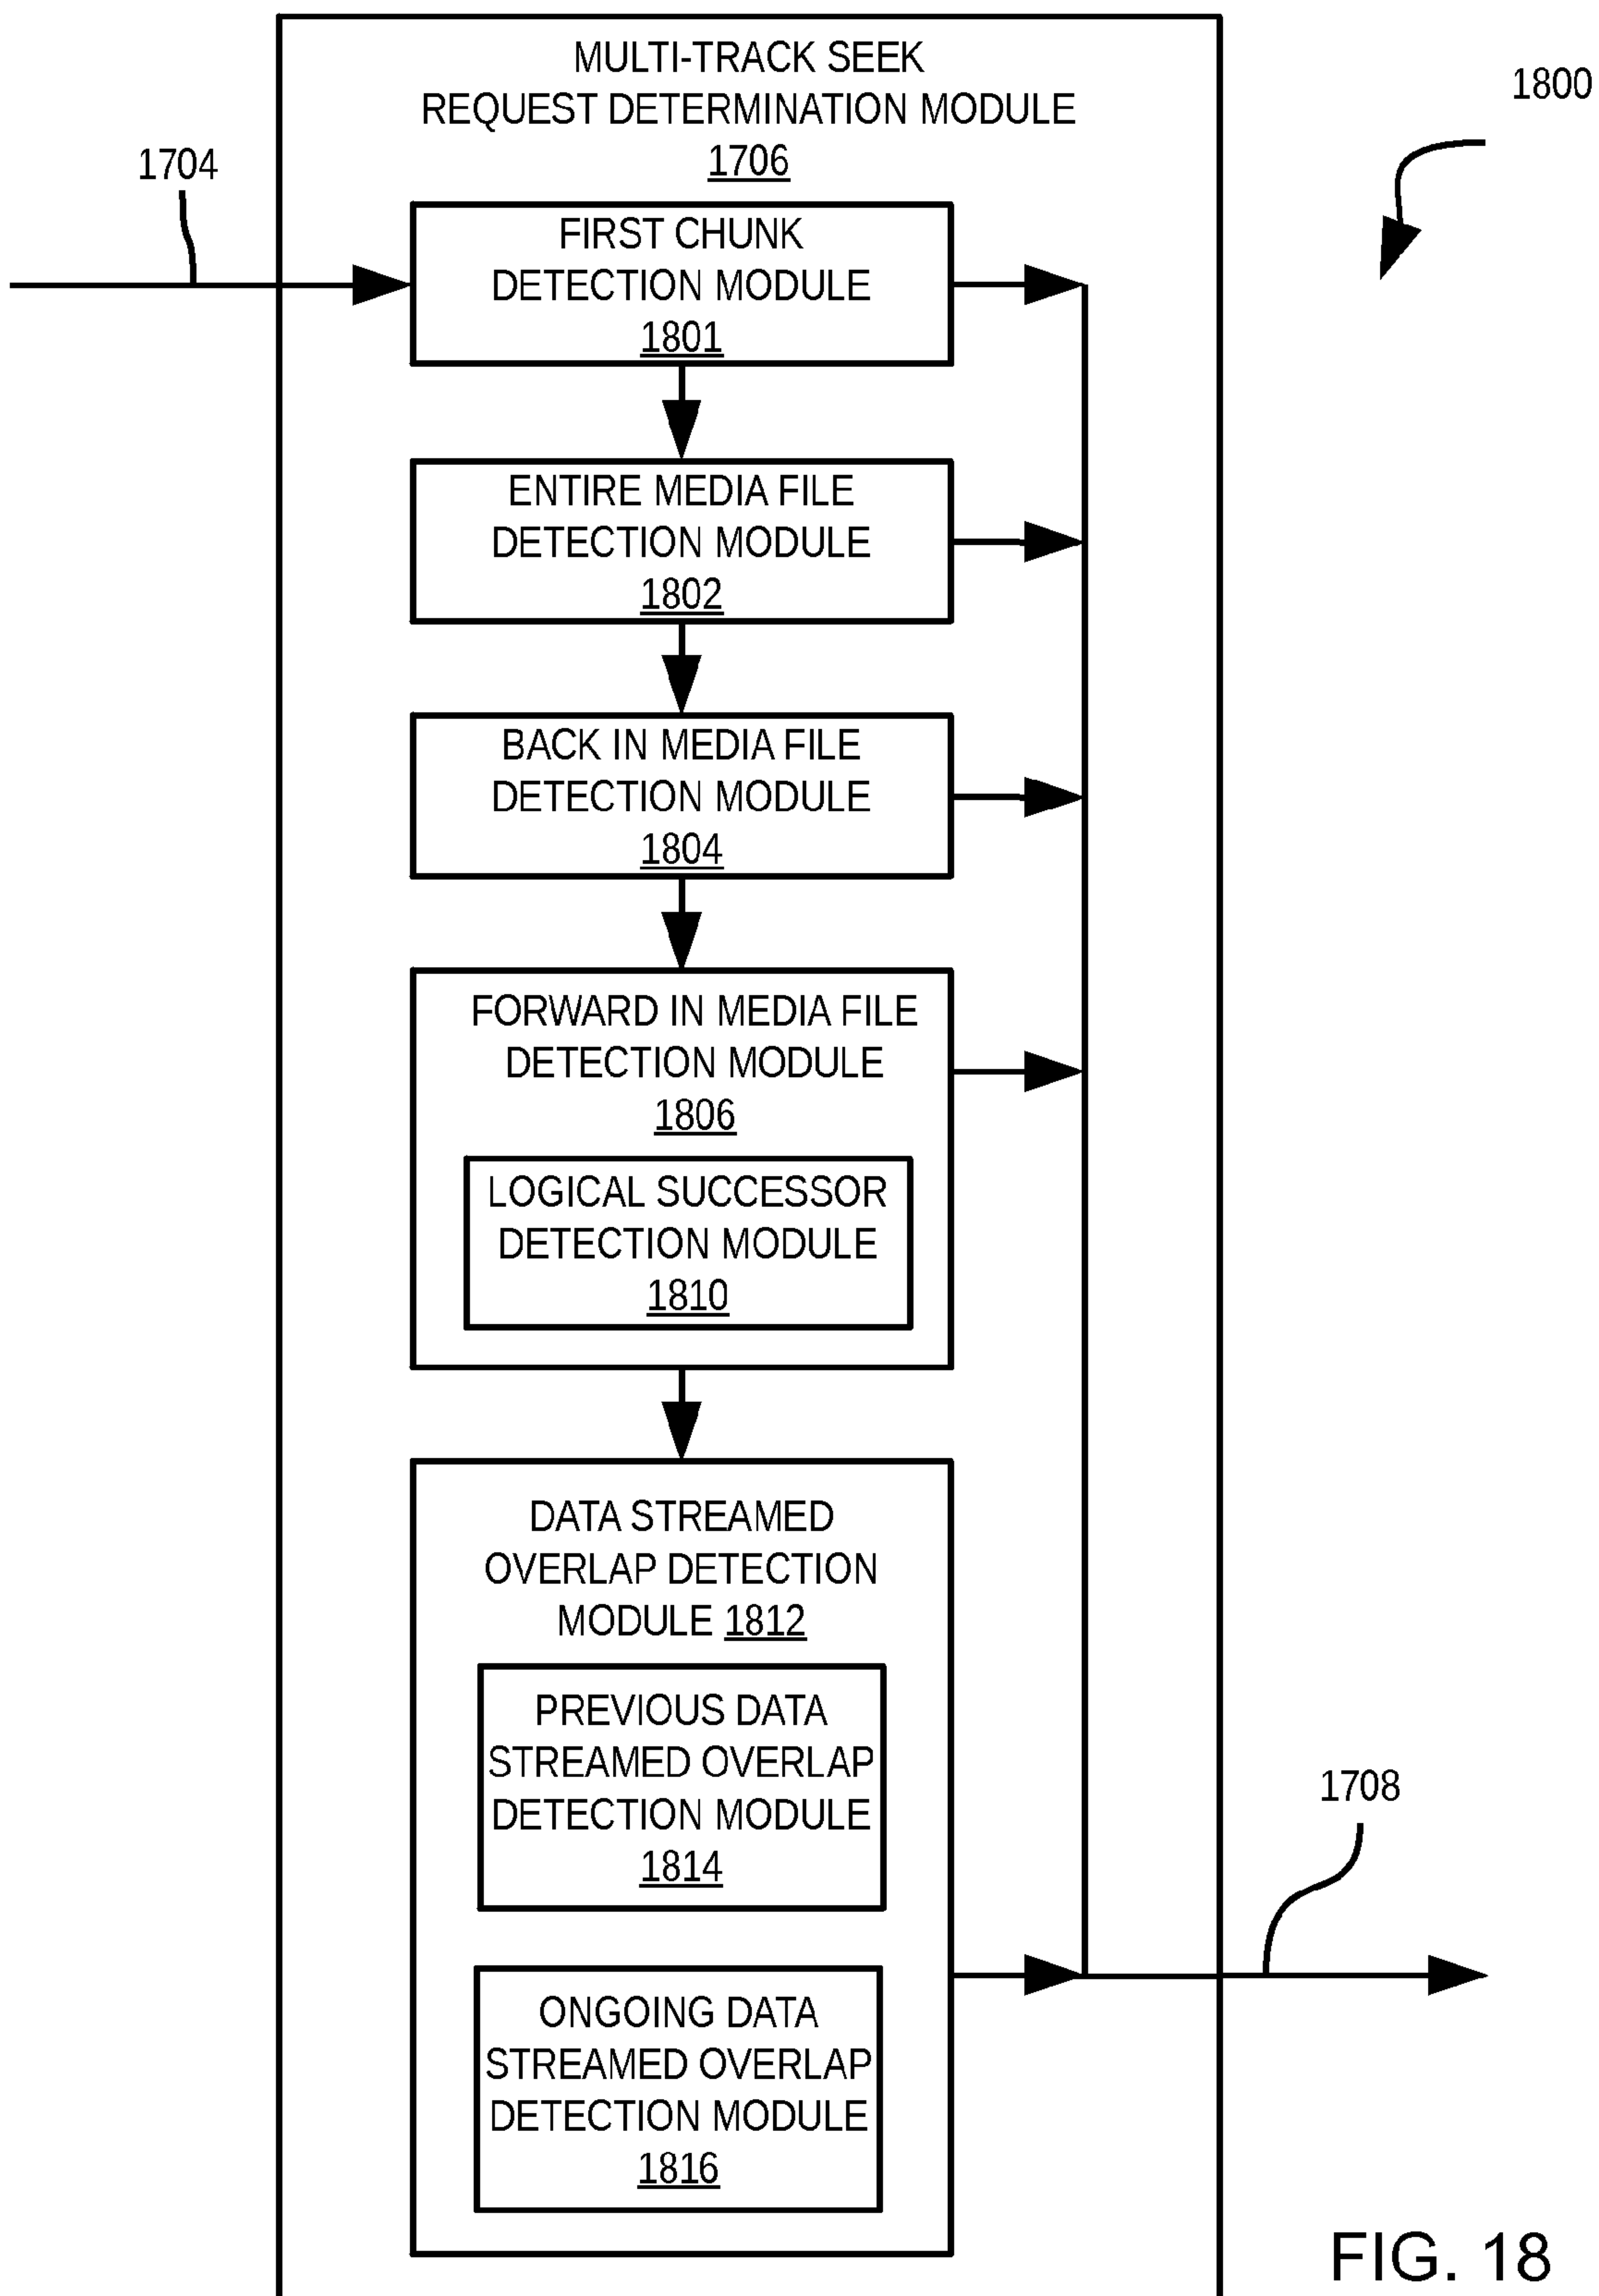 MULTI-TRACK SEEK
REQUEST DETERMINATION MODULE
1706
1800
1704
FIRST CHUNK
DETECTION MODULE
1801
ENTIRE MEDIA FILE
DETECTION MODULE
1802
BACK IN MEDIA FILE
DETECTION MODULE
1804
FORWARD IN MEDIA FILE
DETECTION MODULE
1806
LOGICAL SUCCESSOR
DETECTION MODULE
1810
DATA STREAMED
OVERLAP DETECTION
MODULE 1812
PREVIOUS DATA
STREAMED OVERLAP
DETECTION MODULE
1814
1708
ONGOING DATA
STREAMED OVERLAP
DETECTION MODULE
1816
FIG. 18